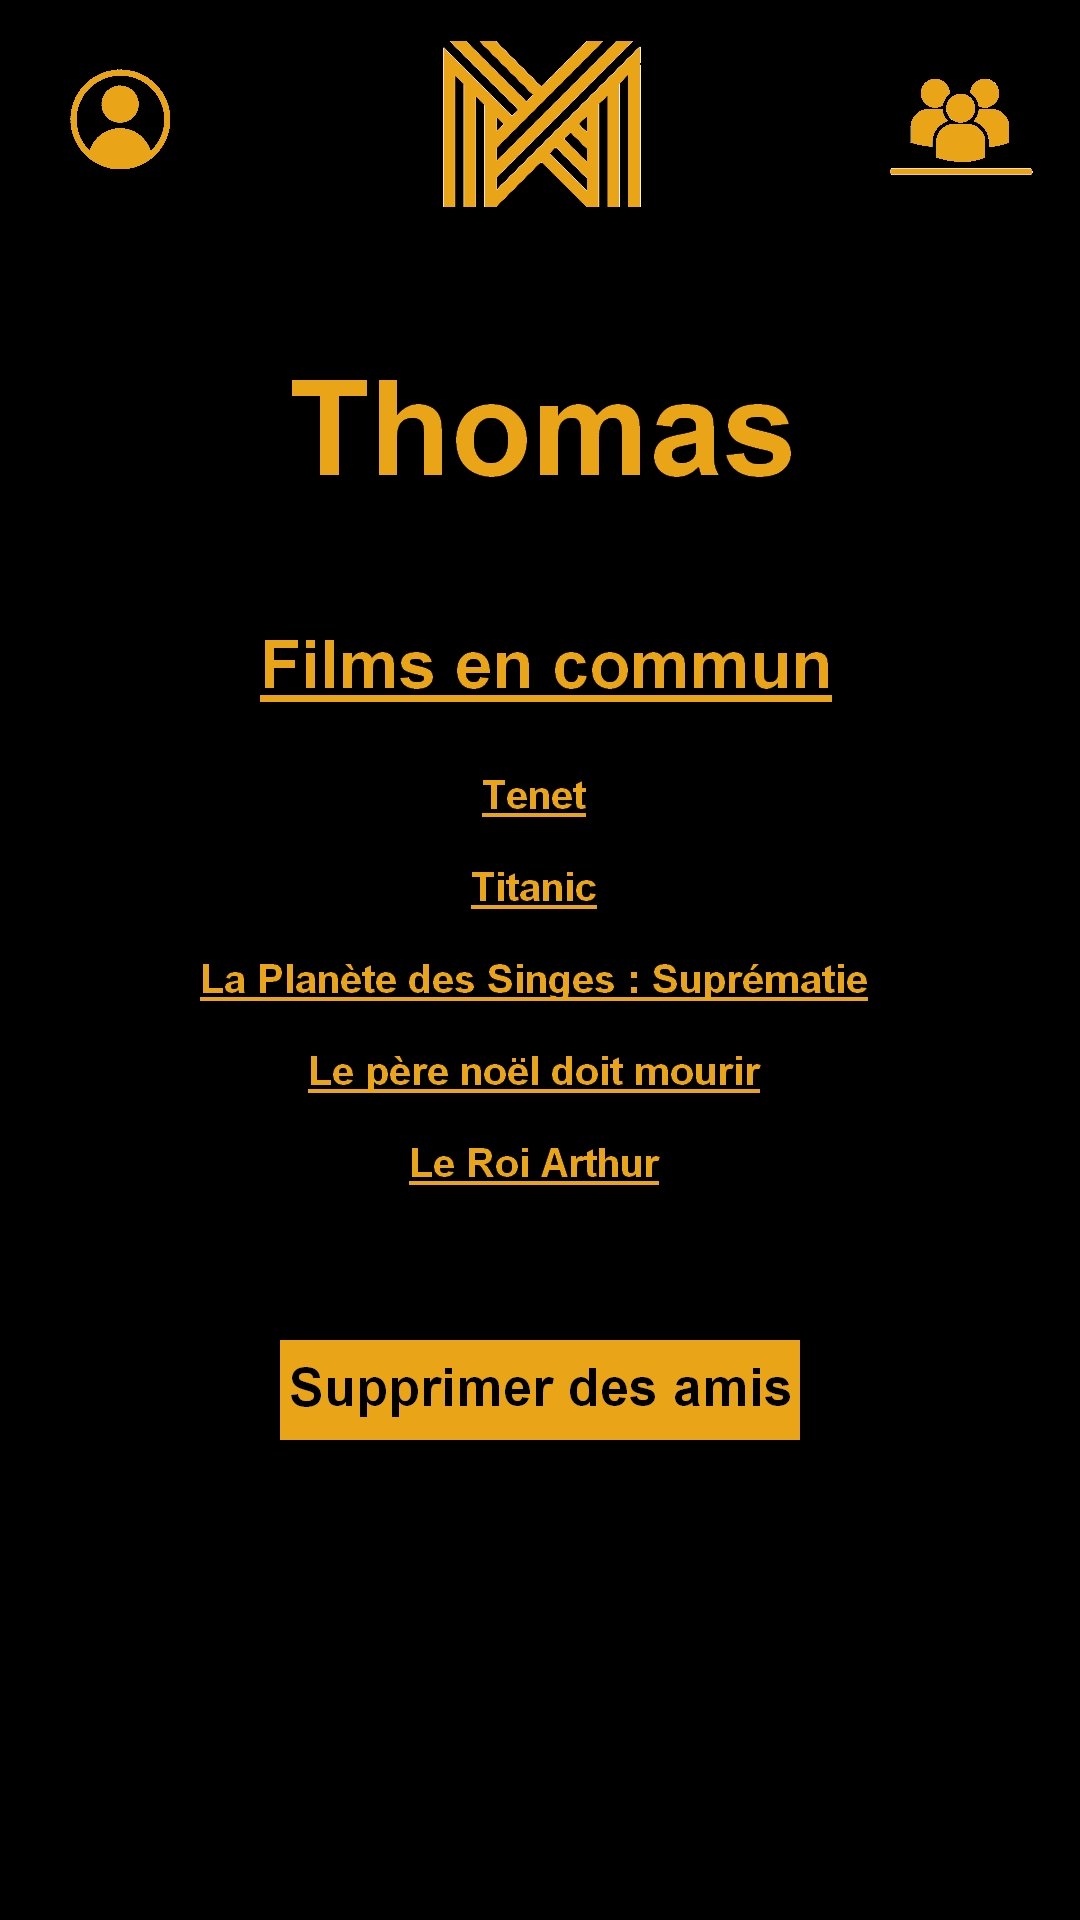 Thomas
Films en commun
Tenet
Titanic
La Planète des Singes : Suprématie
Le père noël doit mourir
Le Roi Arthur
Supprimer des amis